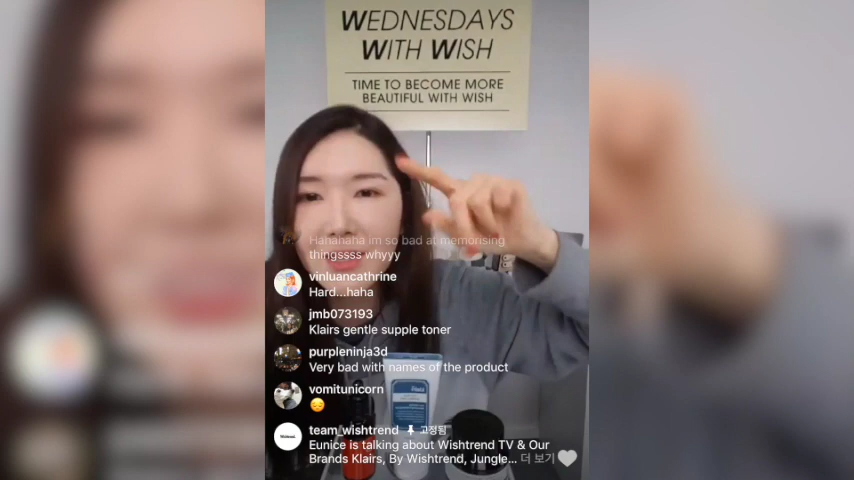 WEDNESDAYS
WITH WISH
TIME TO BECOME MORE
BEAUTIFUL WITH WISH
Hahahaha im so bad at memorising
thingssss whyyy
vinluancathrine
Hard...haha
jmb073193
Klairs gentle supple toner
purpleninja3d
Very bad with names of the product
vomitunicorn
😔
team_wishtrend 고정됨
Eunice is talking about Wishtrend TV & Our
Brands Klairs, By Wishtrend, Jungle... 더 보기